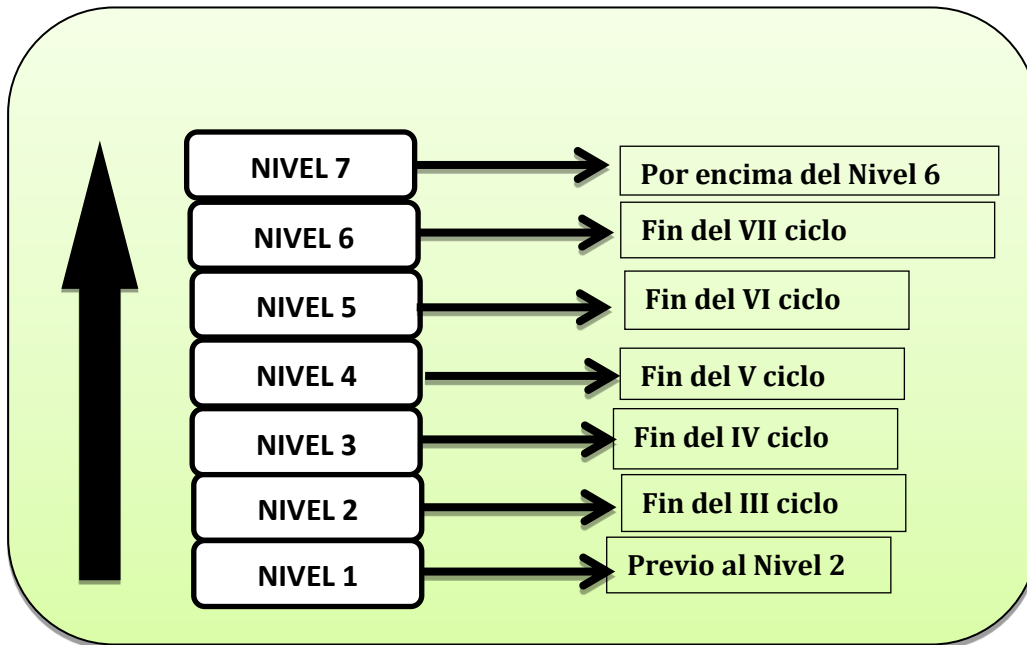 NIVEL 7
Por encima del Nivel 6
NIVEL 6
Fin del VII ciclo
NIVEL 5
Fin del VI ciclo
NIVEL 4
Fin del V ciclo
NIVEL 3
Fin del IV ciclo
NIVEL 2
Fin del III ciclo
NIVEL 1
Previo al Nivel 2